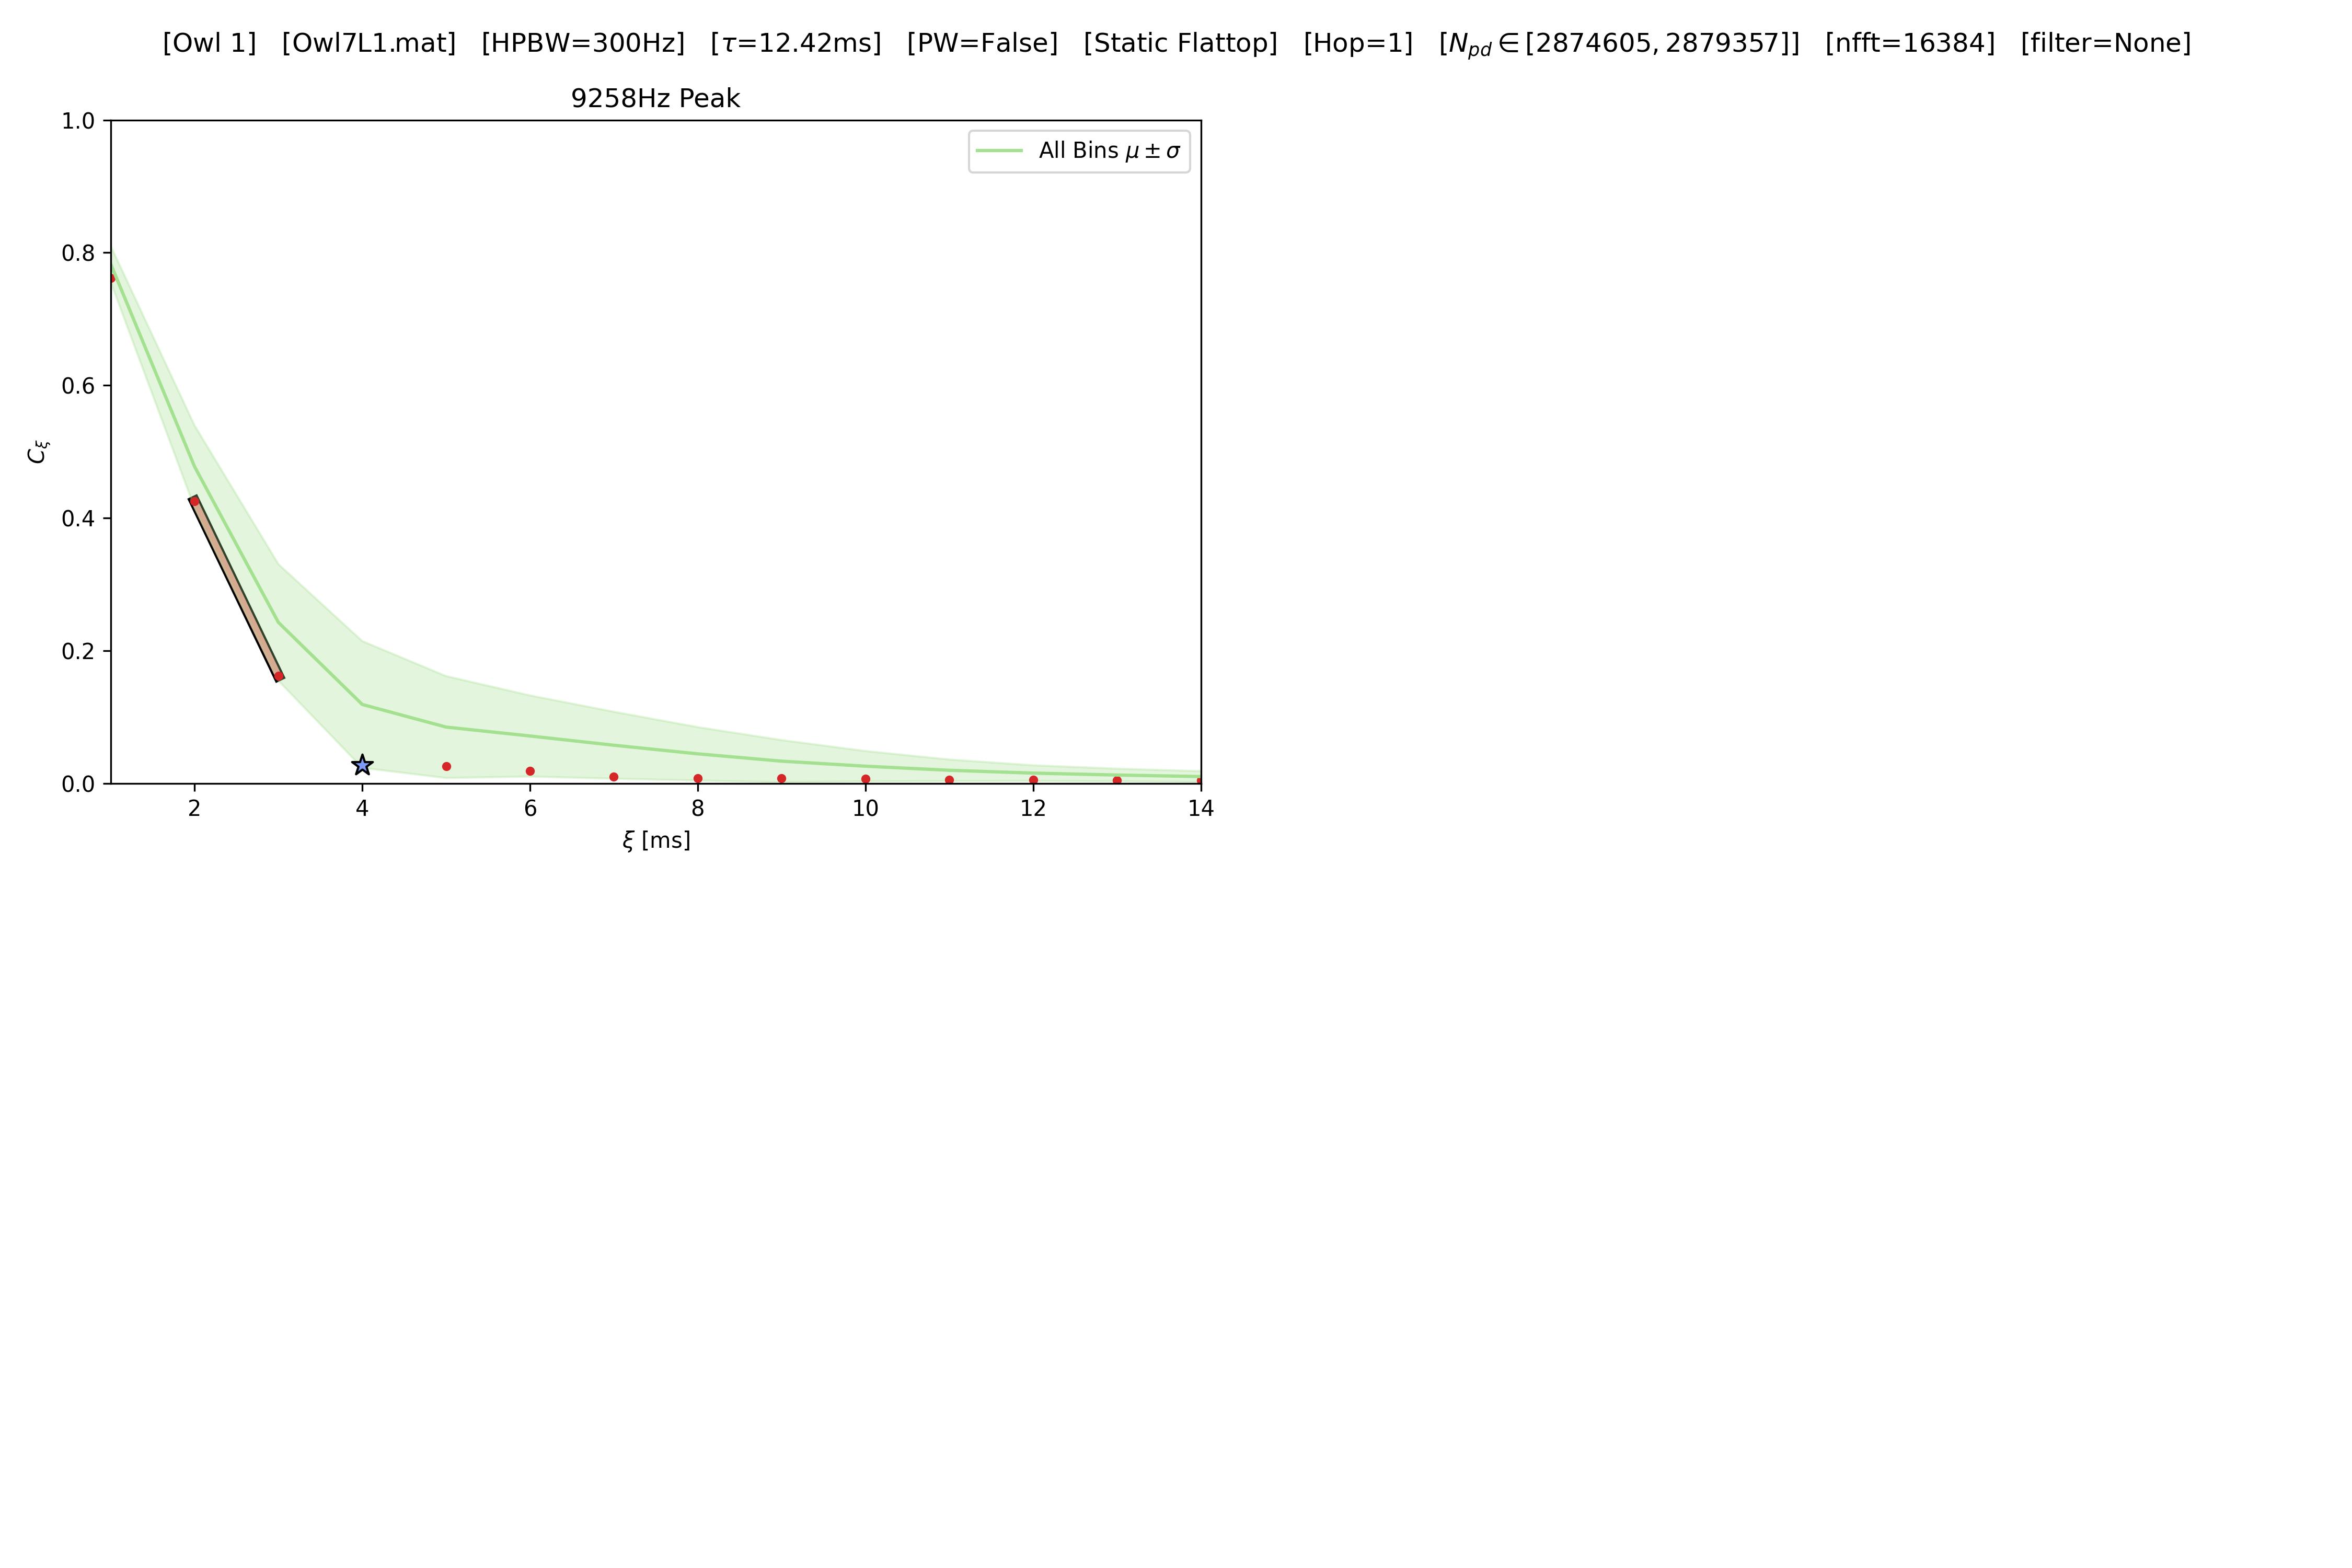 [Owl 1] [Owl7L1.mat] [HPBW=300Hz] [τ=12.42ms] [PW=False] [Static Flattop] [Hop=1] [N_pd ∈ [2874605, 2879357]] [nfft=16384] [filter=None]
9258Hz Peak
All Bins μ ± σ
1.0
0.8
0.6
0.4
0.2
0.0
C_ξ
2 4 6 8 10 12 14
ξ [ms]